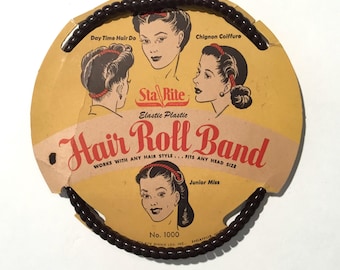 Day Time Hair Do
Chignon Coiffure
Sta Rite
Elastic Plastic
Hair Roll Band
WORKS WITH ANY HAIR STYLE... FITS ANY HEAD SIZE
Junior Miss
No. 1000